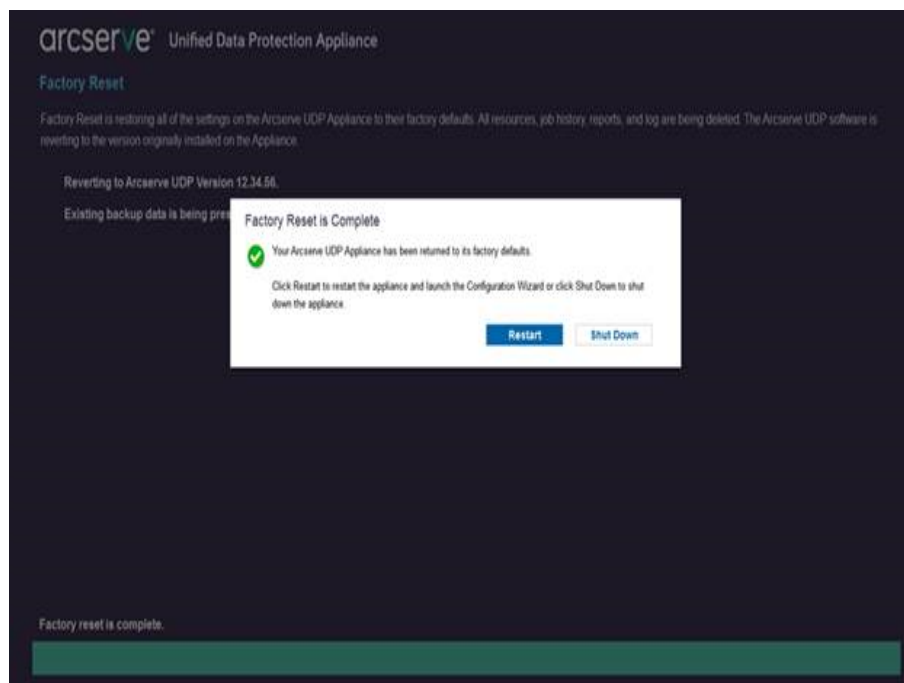 arcserve® Unified Data Protection Appliance
Factory Reset
Factory Reset is restoring all of the settings on the Arcserve UDP Appliance to their factory defaults. All resources, job history, reports, and log are being deleted. The Arcserve UDP software is
reverting to the version originally installed on the Appliance.
Reverting to Arcserve UDP Version 12.34.56.
Existing backup data is being pres
Factory Reset is Complete
Your Arcserve UDP Appliance has been returned to its factory defaults.
Click Restart to restart the appliance and launch the Configuration Wizard or click Shut Down to shut
down the appliance.
Restart Shut Down
Factory reset is complete.